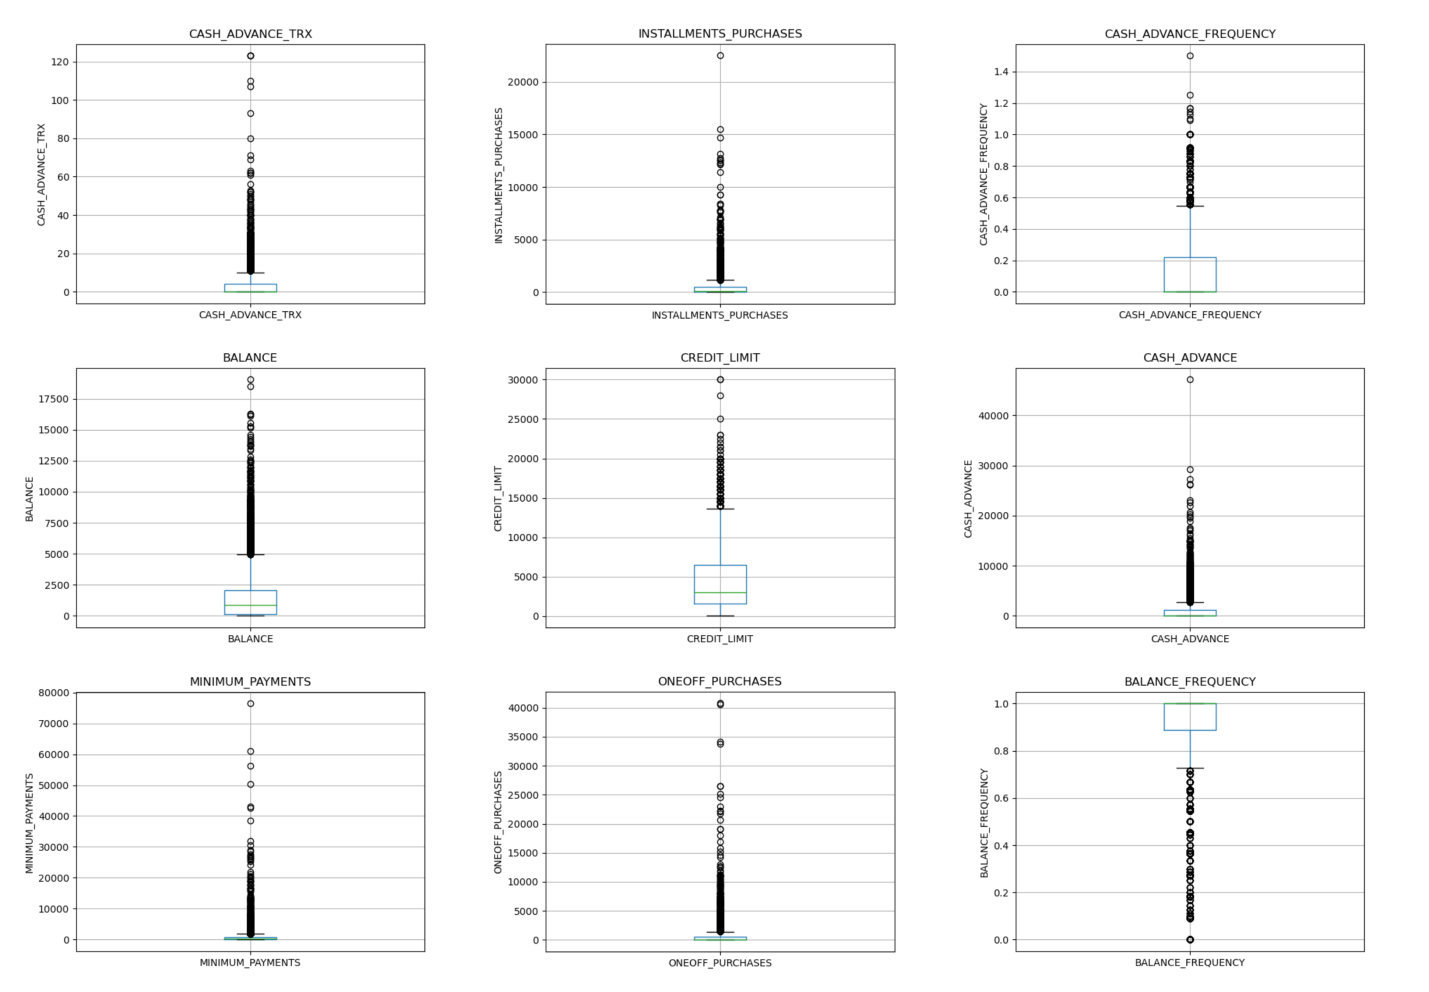 CASH_ADVANCE_TRX
120
100
80
60
40
20
0
CASH_ADVANCE_TRX
CASH_ADVANCE_TRX
INSTALLMENTS_PURCHASES
20000
15000
10000
5000
0
INSTALLMENTS_PURCHASES
INSTALLMENTS_PURCHASES
CASH_ADVANCE_FREQUENCY
1.4
1.2
1.0
0.8
0.6
0.4
0.2
0.0
CASH_ADVANCE_FREQUENCY
CASH_ADVANCE_FREQUENCY
BALANCE
17500
15000
12500
10000
7500
5000
2500
0
BALANCE
BALANCE
CREDIT_LIMIT
30000
25000
20000
15000
10000
5000
0
CREDIT_LIMIT
CREDIT_LIMIT
CASH_ADVANCE
40000
30000
20000
10000
0
CASH_ADVANCE
CASH_ADVANCE
MINIMUM_PAYMENTS
80000
70000
60000
50000
40000
30000
20000
10000
0
MINIMUM_PAYMENTS
MINIMUM_PAYMENTS
ONEOFF_PURCHASES
40000
35000
30000
25000
20000
15000
10000
5000
0
ONEOFF_PURCHASES
ONEOFF_PURCHASES
BALANCE_FREQUENCY
1.0
0.8
0.6
0.4
0.2
0.0
BALANCE_FREQUENCY
BALANCE_FREQUENCY